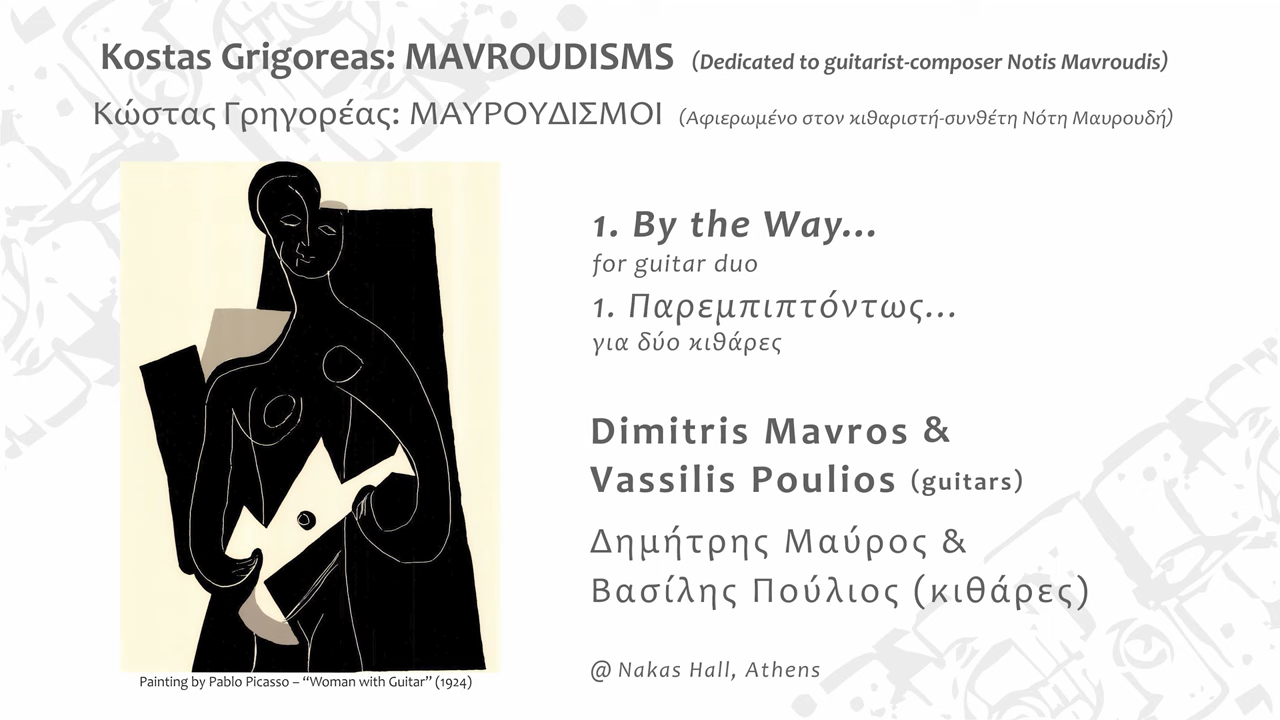 Kostas Grigoreas: MAVROUDISMS (Dedicated to guitarist-composer Notis Mavroudis)
Κώστας Γρηγορέας: ΜΑΥΡΟΥΔΙΣΜΟΙ (Αφιερωμένο στον κιθαριστή-συνθέτη Νότη Μαυρουδή)
1. By the Way...
for guitar duo
1. Παρεμπιπτόντως...
για δύο κιθάρες
Dimitris Mavros &
Vassilis Poulios (guitars)
Δημήτρης Μαύρος &
Βασίλης Πούλιος (κιθάρες)
@ Nakas Hall, Athens
Painting by Pablo Picasso – “Woman with Guitar” (1924)